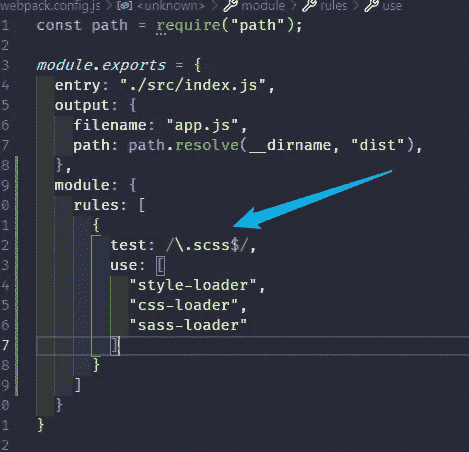 webpack.config.js > <unknown> > module > rules > use
1 const path = require("path");
2
3 module.exports = {
4 entry: "./src/index.js",
5 output: {
6 filename: "app.js",
7 path: path.resolve(__dirname, "dist"),
8 },
9 module: {
0 rules: [
1 {
2 test: /\.scss$/,
3 use: [
4 "style-loader",
5 "css-loader",
6 "sass-loader"
7 ]
8 }
9 ]
0 }
1 }
2